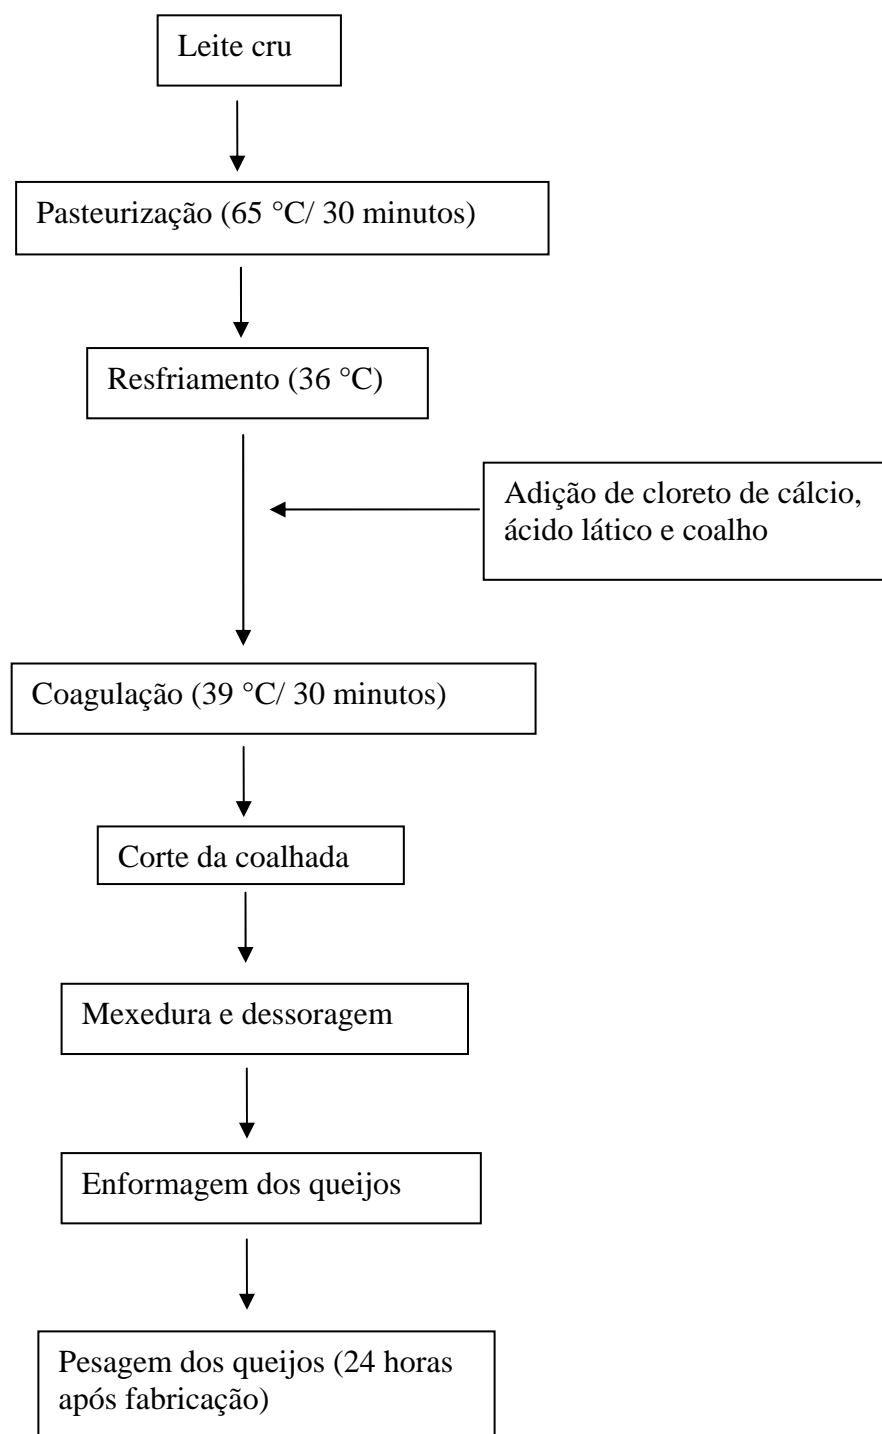 Leite cru
Pasteurização (65 °C/ 30 minutos)
Resfriamento (36 °C)
Adição de cloreto de cálcio,
ácido lático e coalho
Coagulação (39 °C/ 30 minutos)
Corte da coalhada
Mexedura e dessoragem
Enformagem dos queijos
Pesagem dos queijos (24 horas
após fabricação)